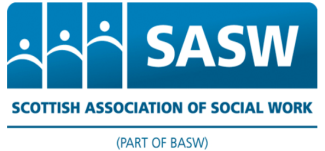 SASW
SCOTTISH ASSOCIATION OF SOCIAL WORK
(PART OF BASW)